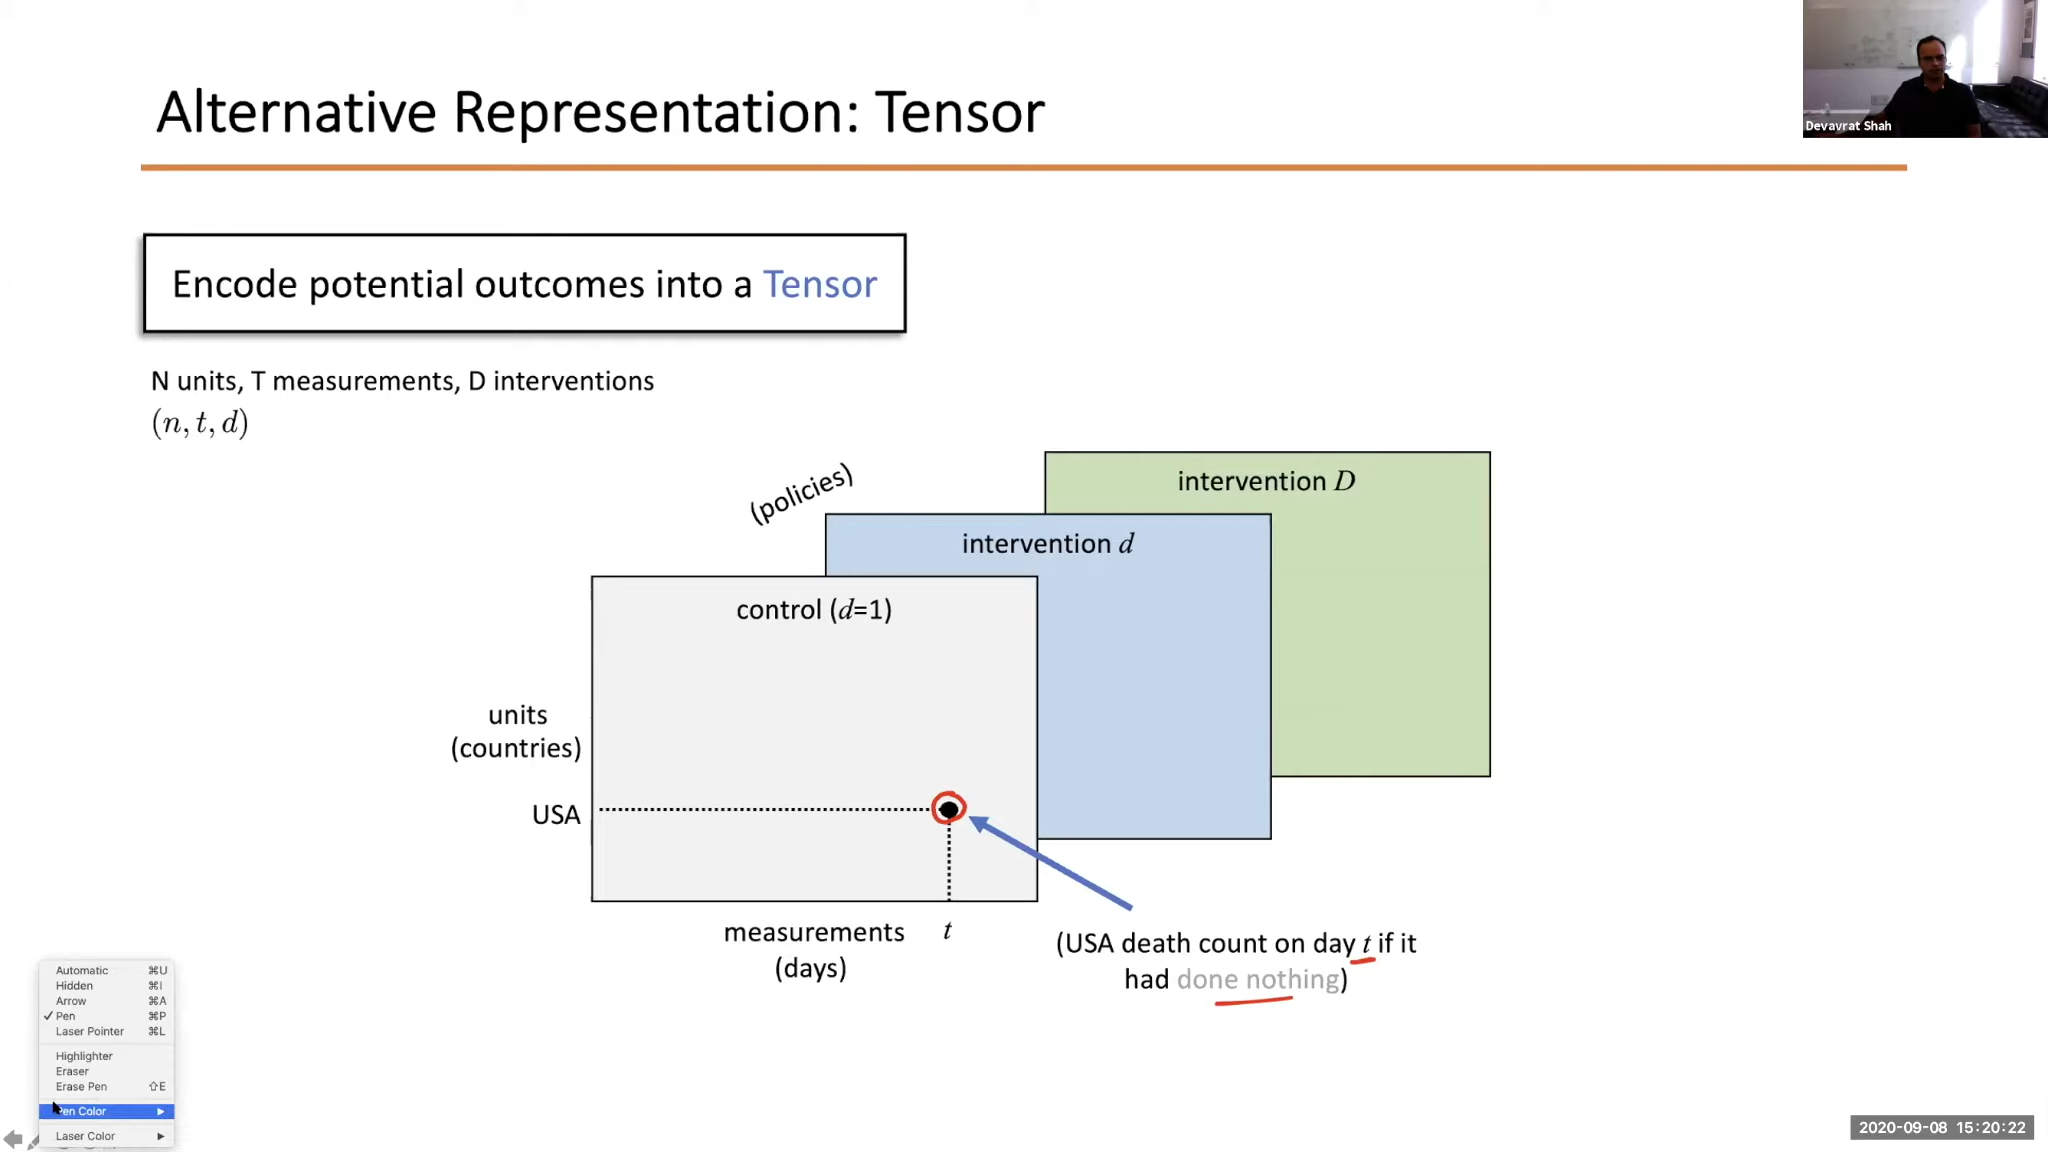 Alternative Representation: Tensor
Devavrat Shah
Encode potential outcomes into a Tensor
N units, T measurements, D interventions
(n, t, d)
(policies)
intervention D
intervention d
control (d=1)
units
(countries)
USA
measurements t
(days)
(USA death count on day t if it
had done nothing)
Automatic ⌘U
Hidden ⌘I
Arrow ⌘A
✓ Pen ⌘P
Laser Pointer ⌘L
Highlighter
Eraser
Erase Pen ⇧E
Pen Color ▶
Laser Color ▶
2020-09-08 15:20:22